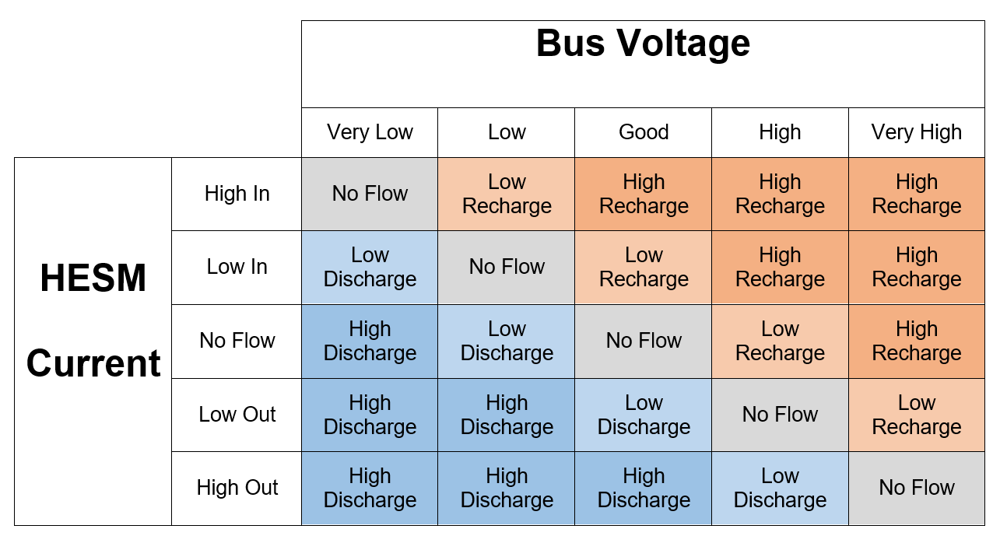 Bus Voltage
Very Low Low Good High Very High
HESM
Current
High In
No Flow
Low
Recharge
High
Recharge
High
Recharge
High
Recharge
Low In
Low
Discharge
No Flow
Low
Recharge
High
Recharge
High
Recharge
No Flow
High
Discharge
Low
Discharge
No Flow
Low
Recharge
High
Recharge
Low Out
High
Discharge
High
Discharge
Low
Discharge
No Flow
Low
Recharge
High Out
High
Discharge
High
Discharge
High
Discharge
Low
Discharge
No Flow